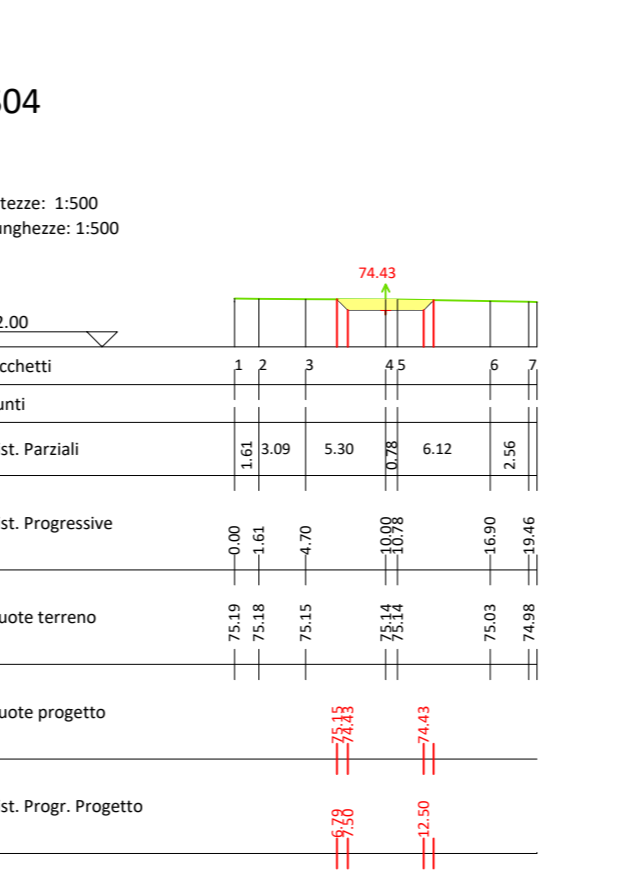 04
tezze: 1:500
nghezze: 1:500
74.43
2.00
cchetti 1 2 3 4 5 6 7
unti
st. Parziali 1.61 3.09 5.30 0.78 6.12 2.56
st. Progressive 0.00 1.61 4.70 10.00 10.78 16.90 19.46
uote terreno 75.19 75.18 75.15 75.14 75.14 75.03 74.98
uote progetto 75.15 74.43 74.43
st. Progr. Progetto 6.79 7.50 12.50